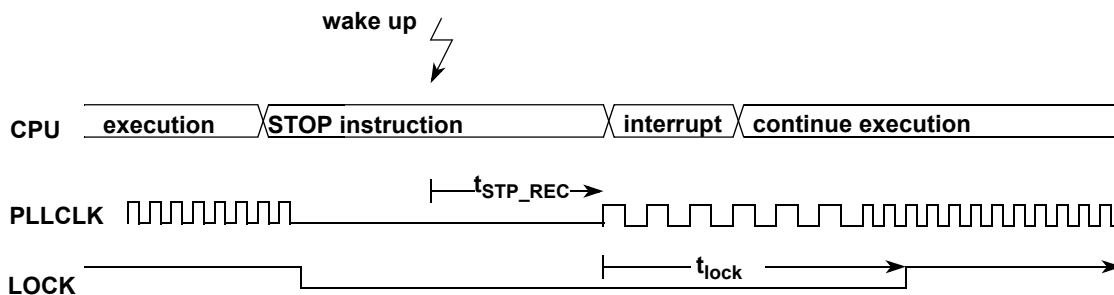 wake up
CPU execution STOP instruction interrupt continue execution
tSTP_REC
PLLCLK
tlock
LOCK